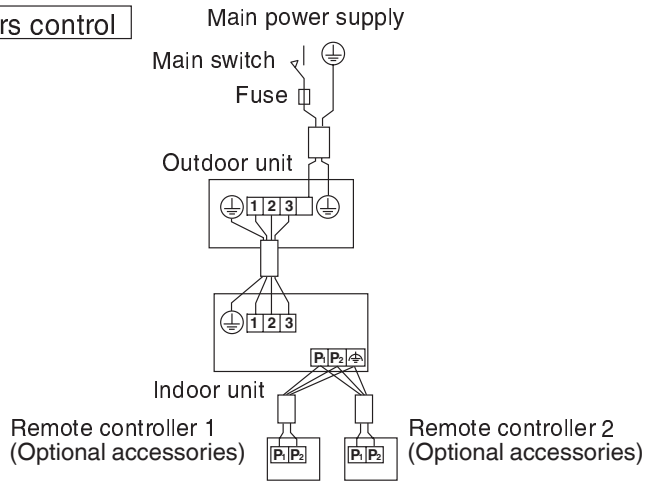 rs control
Main power supply
Main switch
Fuse
Outdoor unit
1 2 3
1 2 3
P1 P2
Indoor unit
Remote controller 1
(Optional accessories)
Remote controller 2
(Optional accessories)
P1 P2
P1 P2